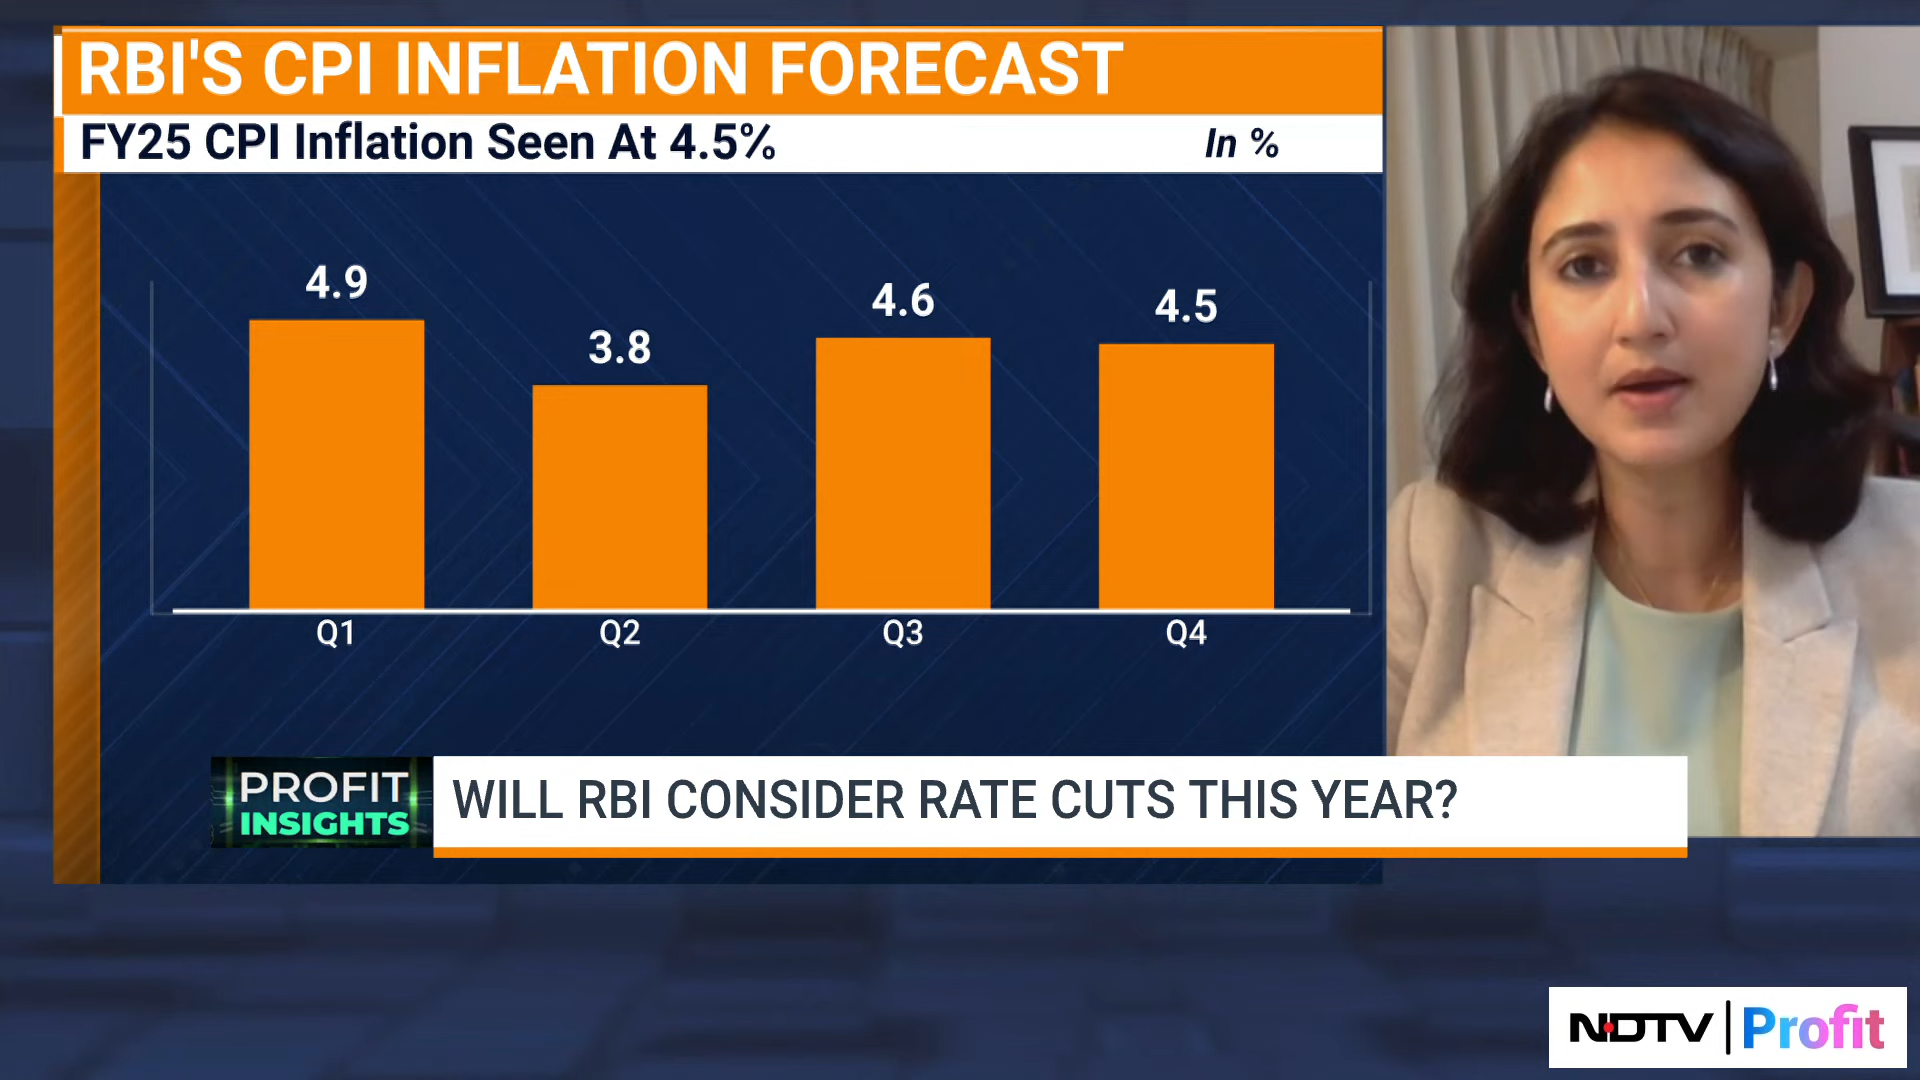 RBI'S CPI INFLATION FORECAST
FY25 CPI Inflation Seen At 4.5%
In %
4.9
3.8
4.6
4.5
Q1
Q2
Q3
Q4
PROFIT
INSIGHTS
WILL RBI CONSIDER RATE CUTS THIS YEAR?
NDTV Profit